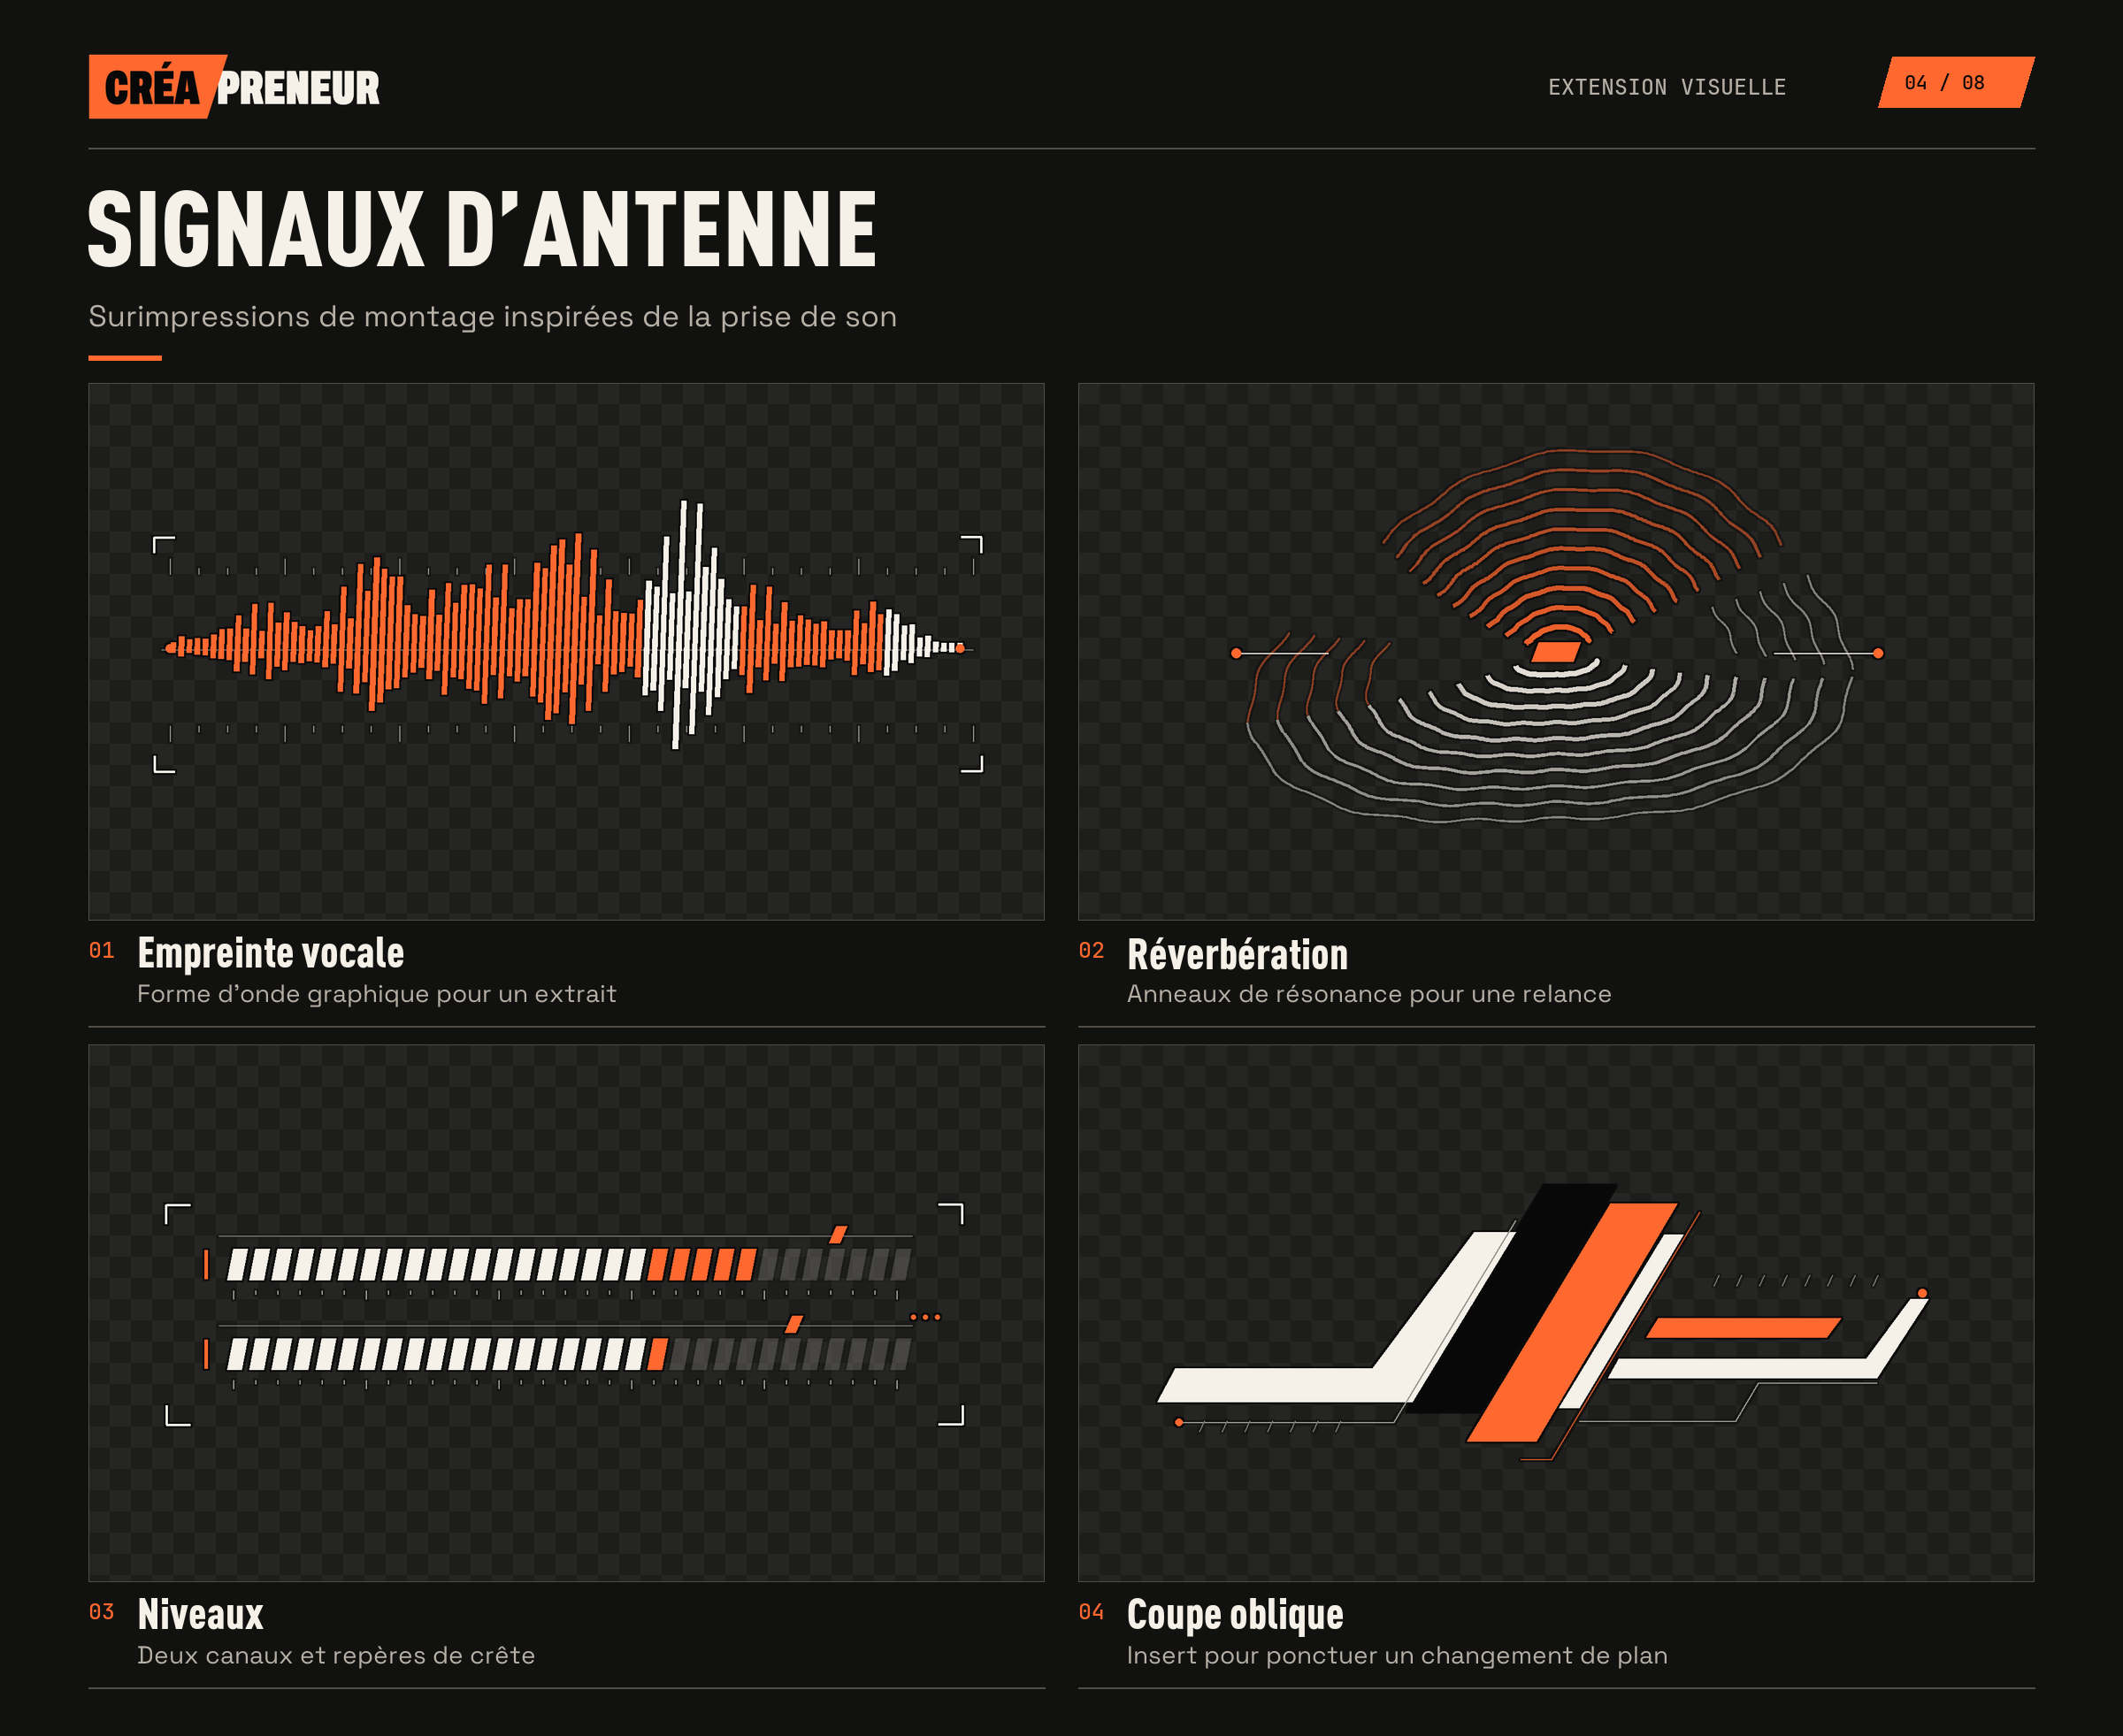 CRÉAPRENEUR
EXTENSION VISUELLE
04 / 08
SIGNAUX D’ANTENNE
Surimpressions de montage inspirées de la prise de son
01 Empreinte vocale
Forme d’onde graphique pour un extrait
02 Réverbération
Anneaux de résonance pour une relance
03 Niveaux
Deux canaux et repères de crête
04 Coupe oblique
Insert pour ponctuer un changement de plan